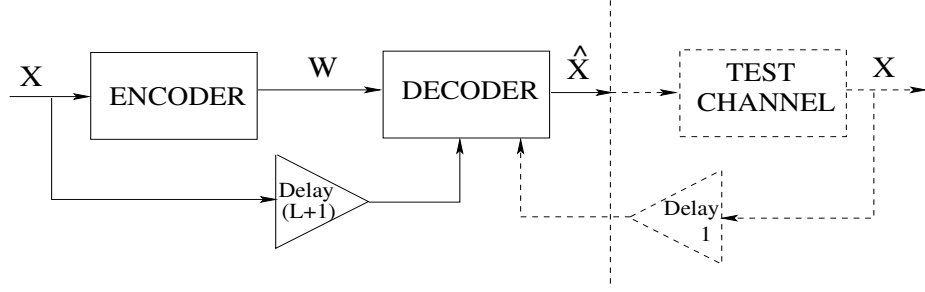 X
ENCODER
W
DECODER
X̂
TEST
CHANNEL
X
Delay
(L+1)
Delay
1